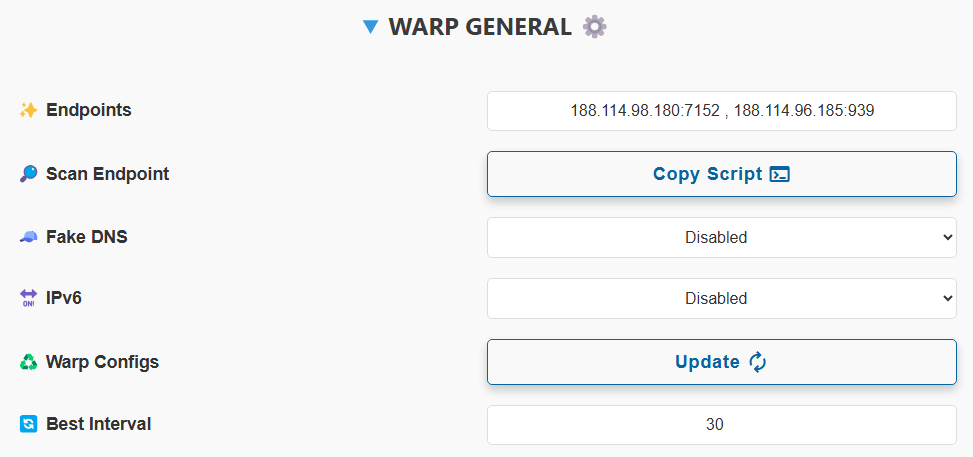 WARP GENERAL
Endpoints 188.114.98.180:7152 , 188.114.96.185:939
Scan Endpoint Copy Script
Fake DNS Disabled
ON! IPv6 Disabled
Warp Configs Update
Best Interval 30